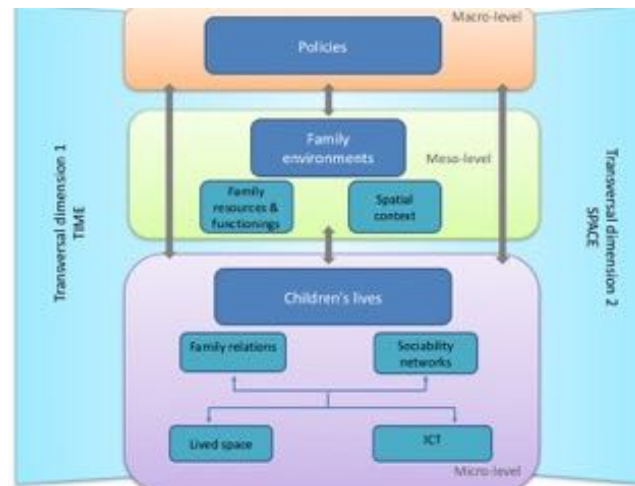 Macro-level
Policies
Family
environments
Meso-level
Family
resources &
functionings
Spatial
context
Transversal dimension 1
TIME
Transversal dimension 2
SPACE
Children's lives
Family relations
Sociability
networks
Lived space
ICT
Micro-level